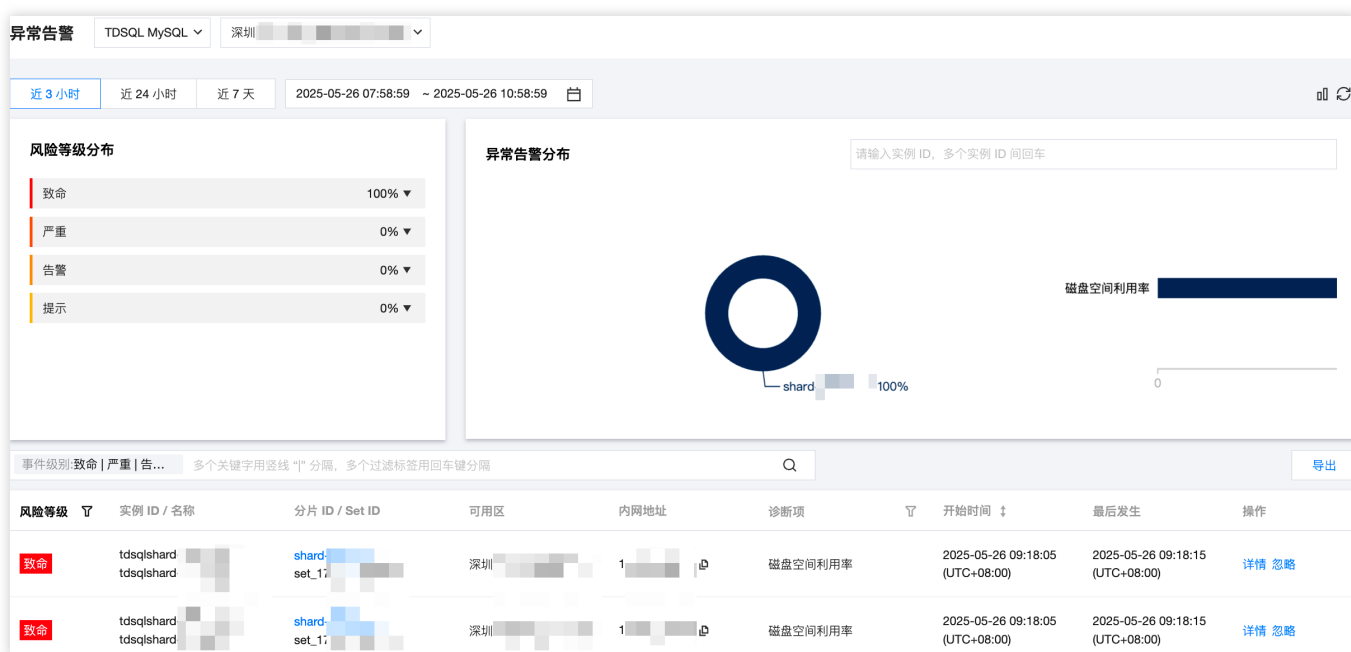 异常告警 TDSQL MySQL 深圳
近 3 小时 近 24 小时 近 7 天 2025-05-26 07:58:59 ~ 2025-05-26 10:58:59
风险等级分布
致命 100%
严重 0%
告警 0%
提示 0%
异常告警分布 请输入实例 ID，多个实例 ID 间回车
磁盘空间利用率
shard- 100%
0
事件级别:致命 | 严重 | 告... 多个关键字用竖线 "|" 分隔，多个过滤标签用回车键分隔 导出
风险等级 实例 ID / 名称 分片 ID / Set ID 可用区 内网地址 诊断项 开始时间 最后发生 操作
致命 tdsqlshard- shard- 深圳 1 磁盘空间利用率 2025-05-26 09:18:05 2025-05-26 09:18:15 详情 忽略
tdsqlshard- set_17 (UTC+08:00) (UTC+08:00)
致命 tdsqlshard- shard- 深圳 1 磁盘空间利用率 2025-05-26 09:18:05 2025-05-26 09:18:15 详情 忽略
tdsqlshard- set_17 (UTC+08:00) (UTC+08:00)